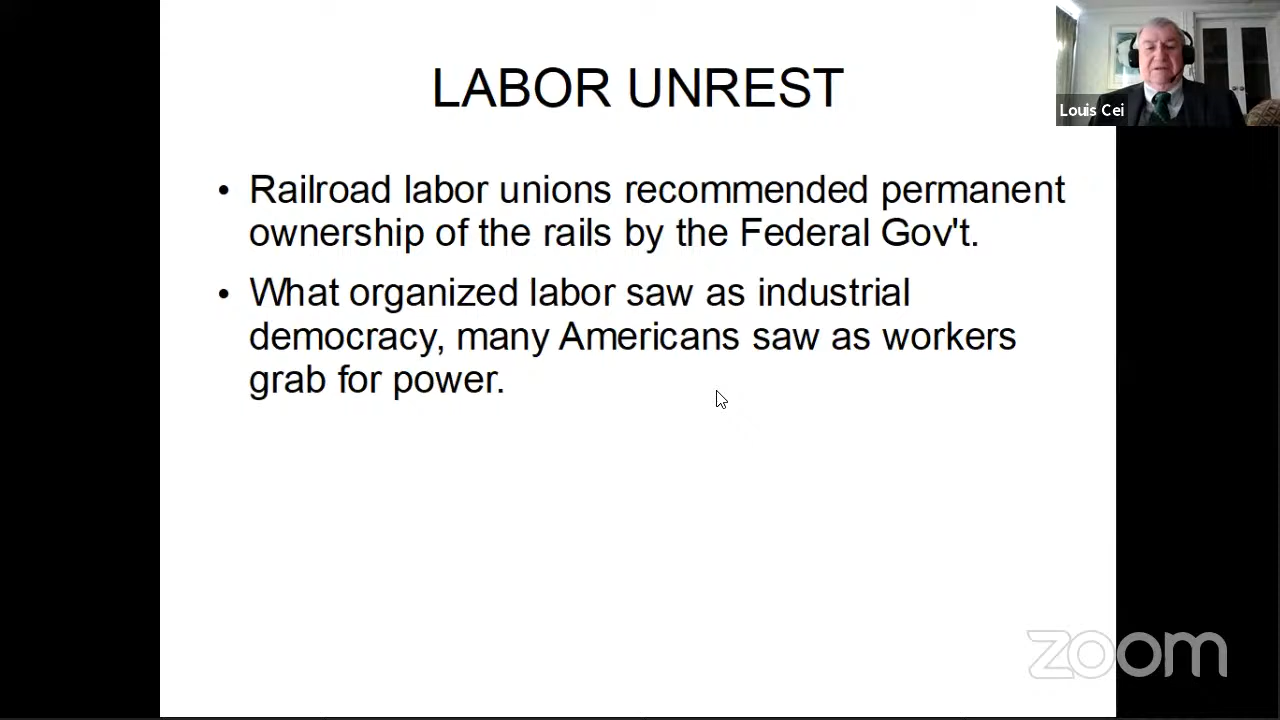 LABOR UNREST
Louis Cei
• Railroad labor unions recommended permanent
ownership of the rails by the Federal Gov't.
• What organized labor saw as industrial
democracy, many Americans saw as workers
grab for power.
zoom